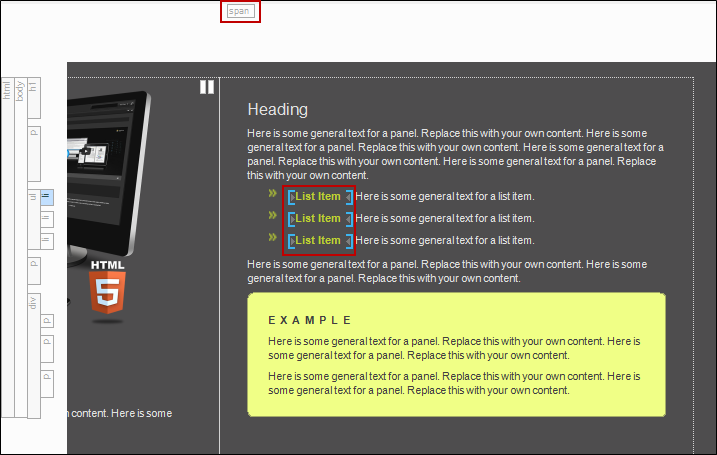 span
html
body
h1
p
ul
li
li
li
p
div
p
p
p
HTML
5
content. Here is some
Heading
Here is some general text for a panel. Replace this with your own content. Here is some
general text for a panel. Replace this with your own content. Here is some general text for a
panel. Replace this with your own content. Here is some general text for a panel. Replace
this with your own content.
» List Item Here is some general text for a list item.
» List Item Here is some general text for a list item.
» List Item Here is some general text for a list item.
Here is some general text for a panel. Replace this with your own content. Here is some
general text for a panel. Replace this with your own content.
EXAMPLE
Here is some general text for a panel. Replace this with your own content. Here is
some general text for a panel. Replace this with your own content.
Here is some general text for a panel. Replace this with your own content. Here is
some general text for a panel. Replace this with your own content.